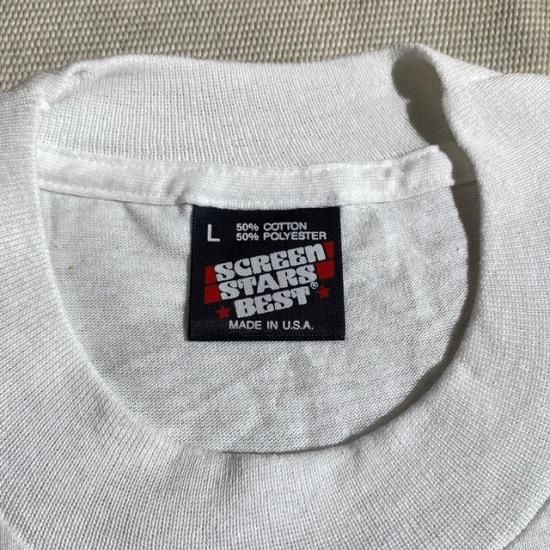 L 50% COTTON
50% POLYESTER
SCREEN
STARS
BEST®
MADE IN U.S.A.